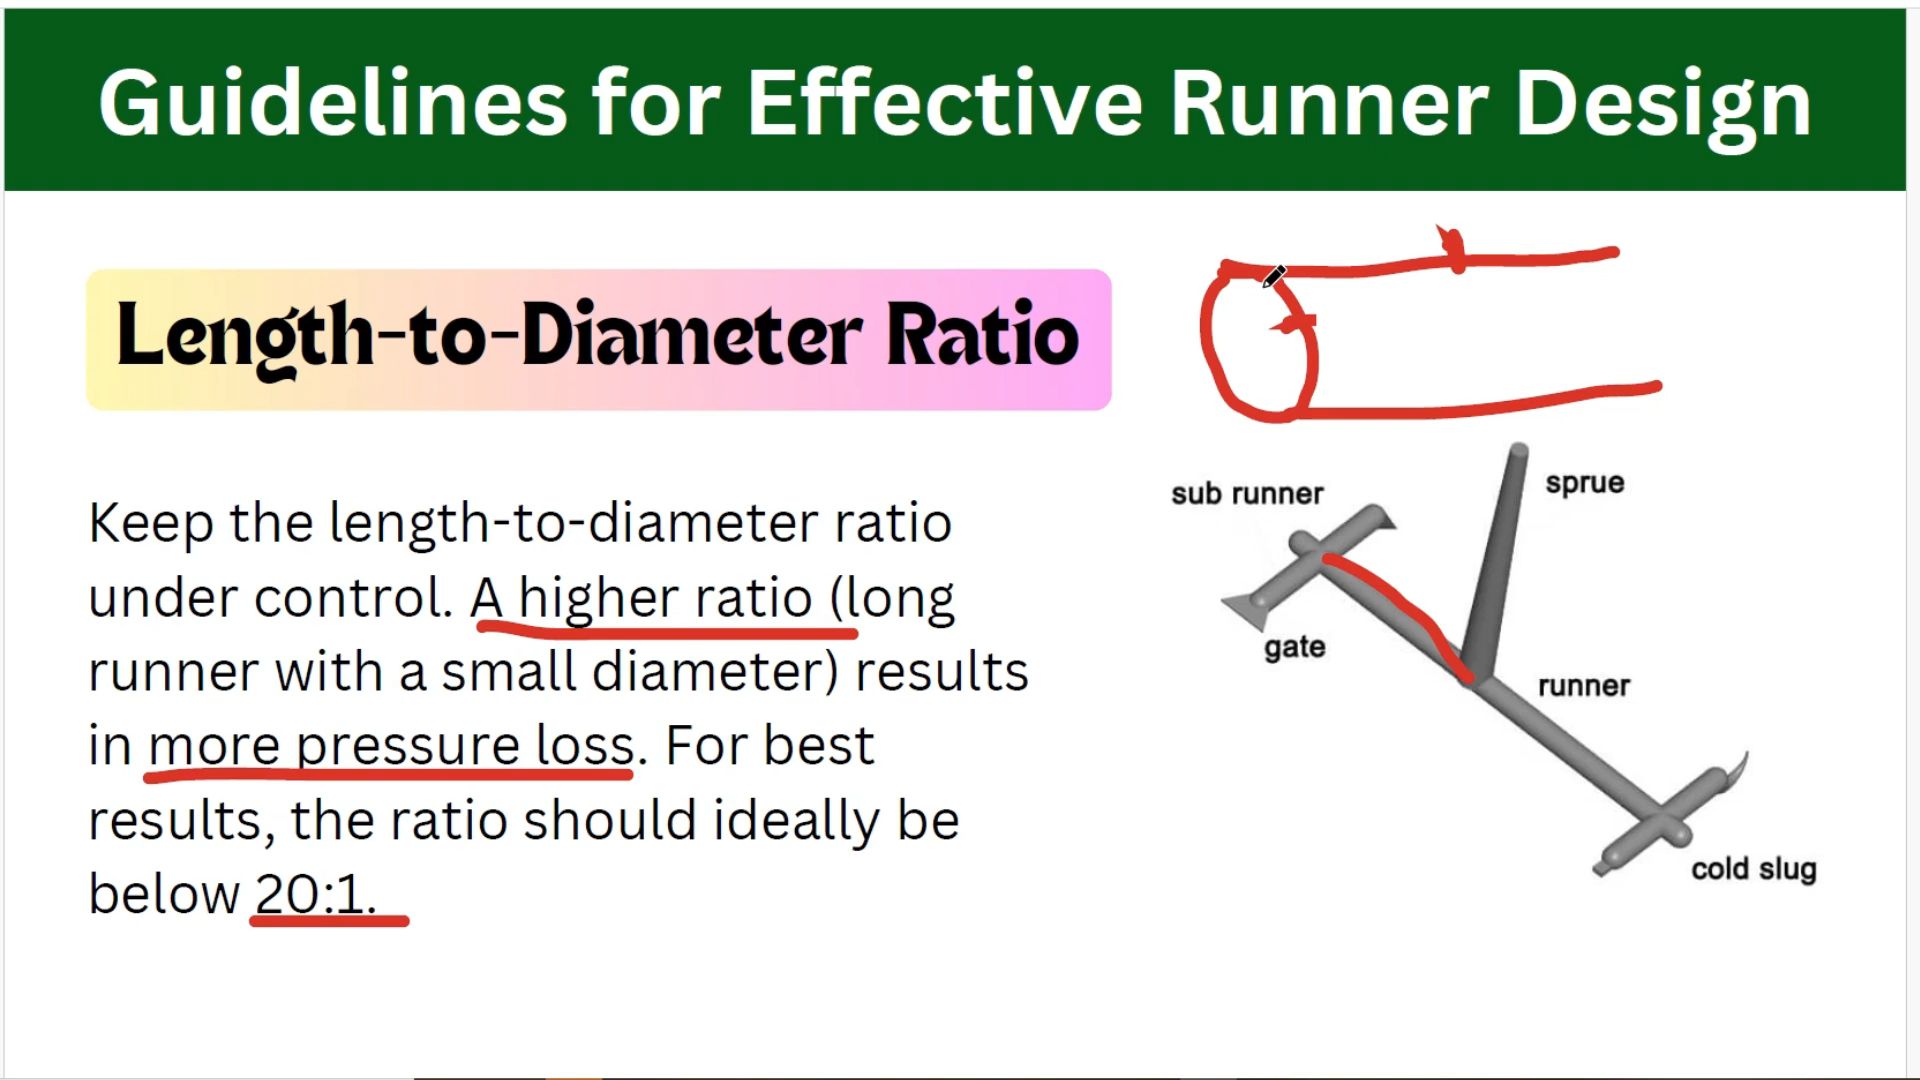 Guidelines for Effective Runner Design
Length-to-Diameter Ratio
Keep the length-to-diameter ratio
under control. A higher ratio (long
runner with a small diameter) results
in more pressure loss. For best
results, the ratio should ideally be
below 20:1.
sub runner
sprue
gate
runner
cold slug